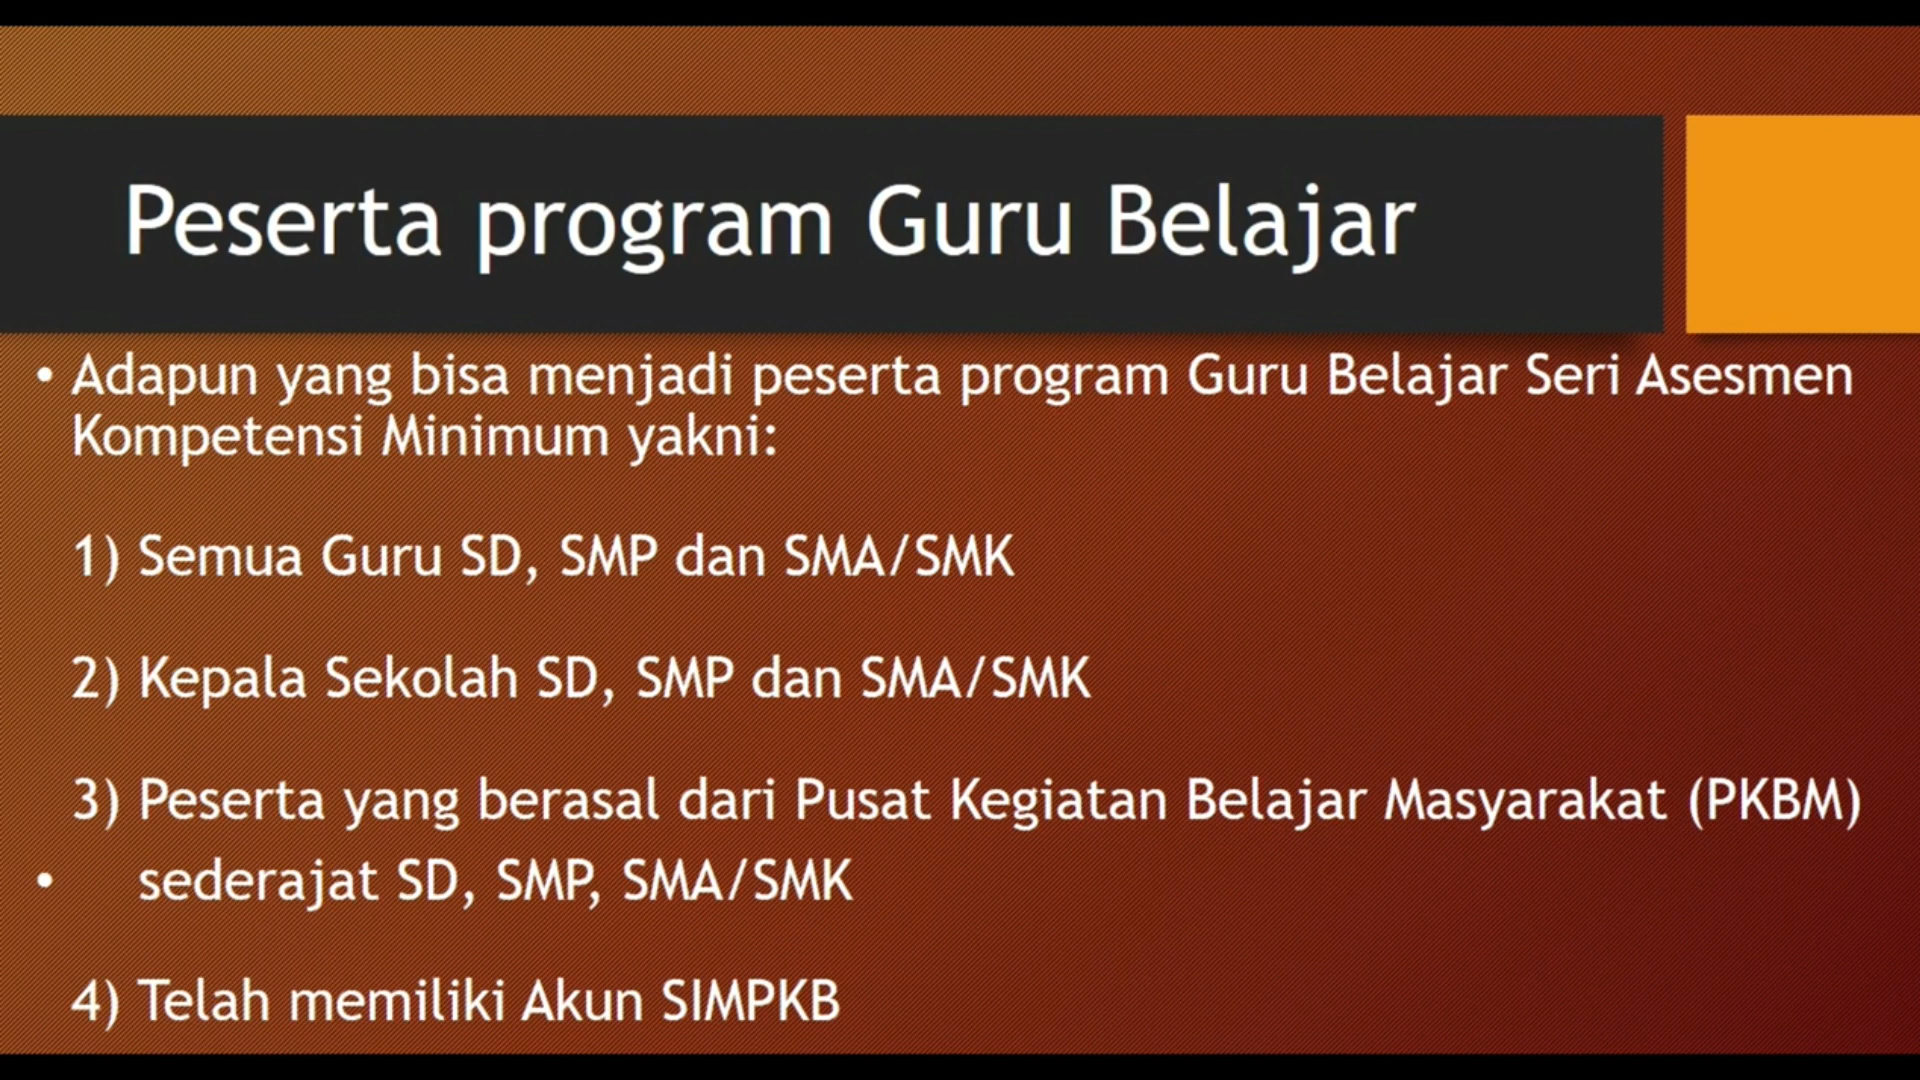 Peserta program Guru Belajar
• Adapun yang bisa menjadi peserta program Guru Belajar Seri Asesmen
Kompetensi Minimum yakni:
1) Semua Guru SD, SMP dan SMA/SMK
2) Kepala Sekolah SD, SMP dan SMA/SMK
3) Peserta yang berasal dari Pusat Kegiatan Belajar Masyarakat (PKBM)
• sederajat SD, SMP, SMA/SMK
4) Telah memiliki Akun SIMPKB